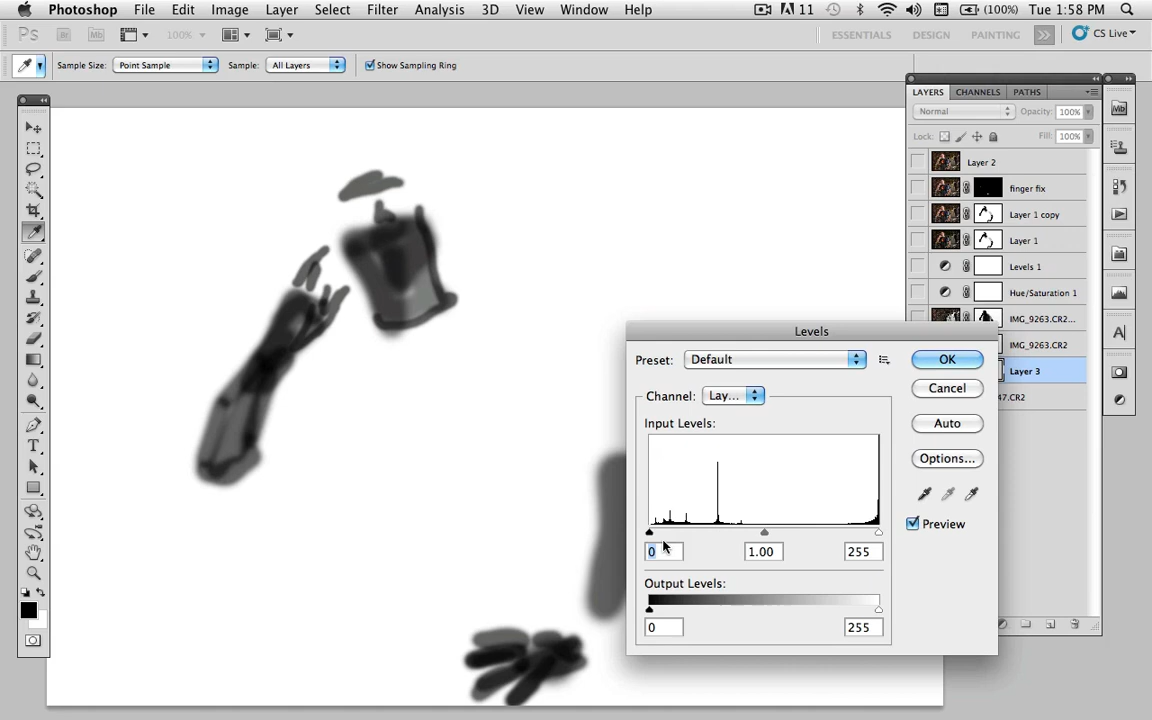 Photoshop File Edit Image Layer Select Filter Analysis 3D View Window Help 11 (100%) Tue 1:58 PM
Ps Br Mb 100% ESSENTIALS DESIGN PAINTING CS Live
Sample Size: Point Sample Sample: All Layers Show Sampling Ring
LAYERS CHANNELS PATHS
Normal Opacity: 100%
Lock: Fill: 100%
Layer 2
finger fix
Layer 1 copy
Layer 1
Levels 1
Hue/Saturation 1
IMG_9263.CR2...
IMG_9263.CR2
Layer 3
47.CR2
Mb
A
T
Levels
Preset: Default OK
Cancel
Channel: Lay...
Input Levels: Auto
Options...
Preview
0 1.00 255
Output Levels:
0 255